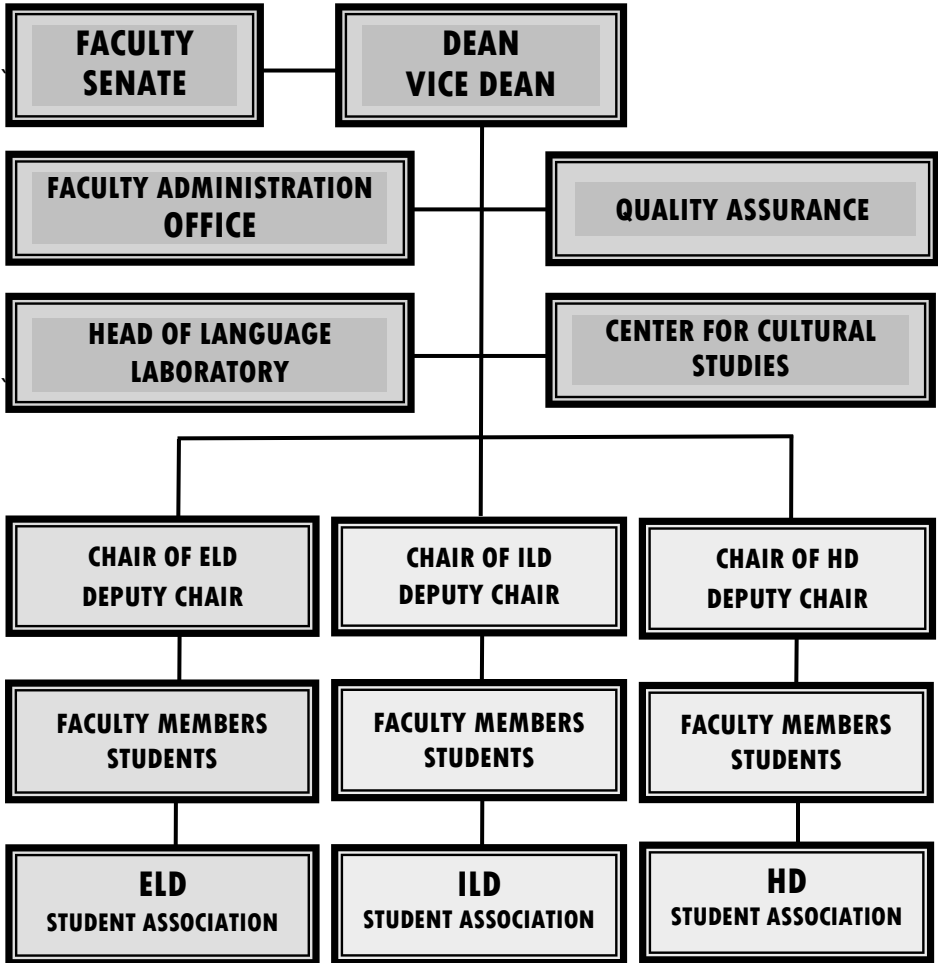 FACULTY
SENATE
DEAN
VICE DEAN
FACULTY ADMINISTRATION
OFFICE
QUALITY ASSURANCE
HEAD OF LANGUAGE
LABORATORY
CENTER FOR CULTURAL
STUDIES
CHAIR OF ELD
DEPUTY CHAIR
CHAIR OF ILD
DEPUTY CHAIR
CHAIR OF HD
DEPUTY CHAIR
FACULTY MEMBERS
STUDENTS
FACULTY MEMBERS
STUDENTS
FACULTY MEMBERS
STUDENTS
ELD
STUDENT ASSOCIATION
ILD
STUDENT ASSOCIATION
HD
STUDENT ASSOCIATION